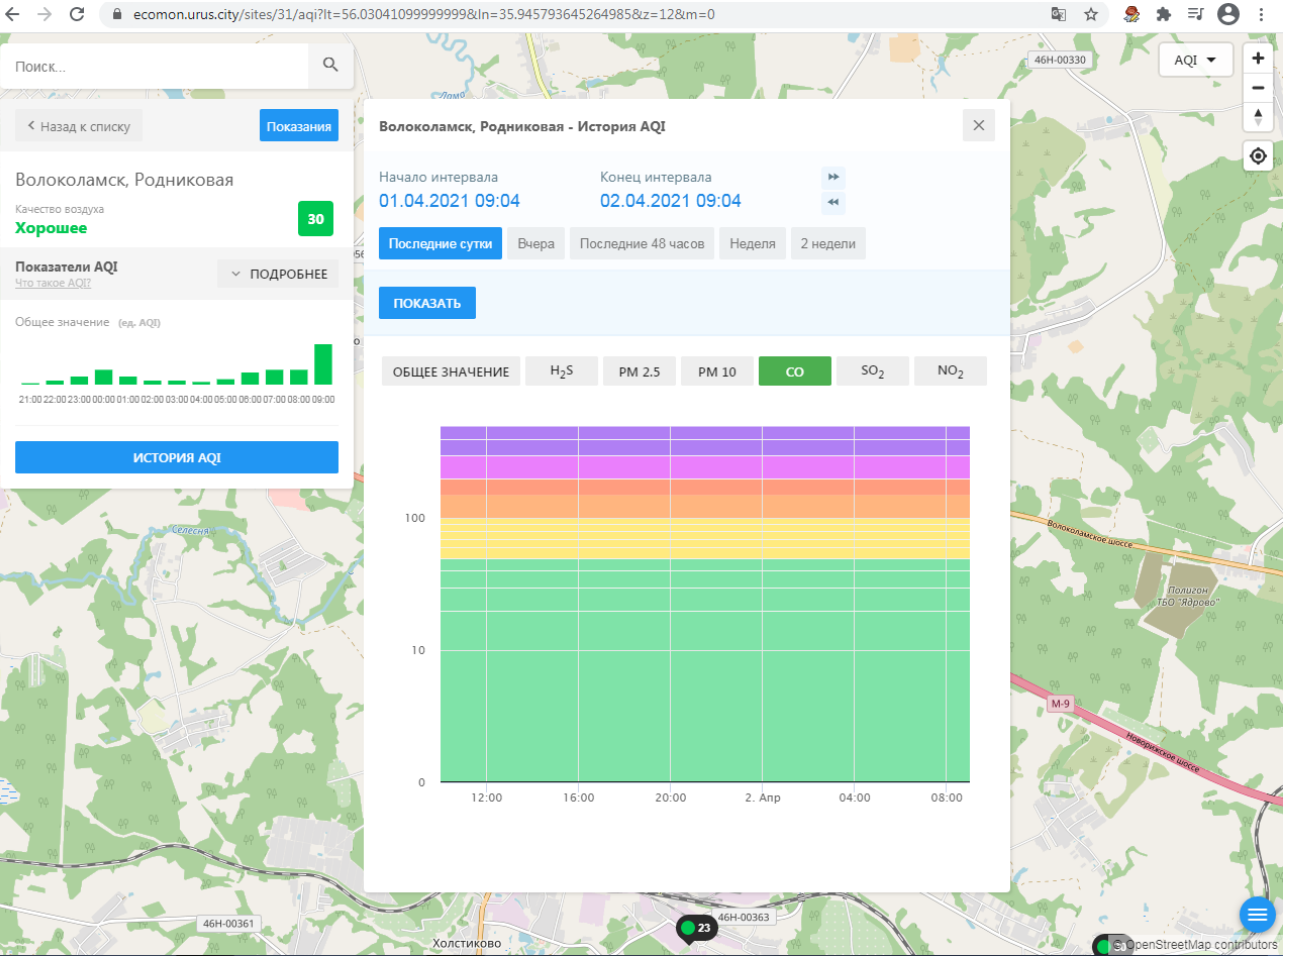 ecomon.urus.city/sites/31/aqi?lt=56.03041099999999&ln=35.945793645264985&z=12&m=0
Поиск...
Назад к списку
Показания
Волоколамск, Родниковая
Качество воздуха
Хорошее
30
Показатели AQI
Что такое AQI?
ПОДРОБНЕЕ
Общее значение (ед. AQI)
21:00 22:00 23:00 00:00 01:00 02:00 03:00 04:00 05:00 06:00 07:00 08:00 09:00
ИСТОРИЯ AQI
Волоколамск, Родниковая - История AQI
Начало интервала
01.04.2021 09:04
Конец интервала
02.04.2021 09:04
Последние сутки
Вчера
Последние 48 часов
Неделя
2 недели
ПОКАЗАТЬ
ОБЩЕЕ ЗНАЧЕНИЕ
H2S
PM 2.5
PM 10
CO
SO2
NO2
100
10
0
12:00
16:00
20:00
2. Апр
04:00
08:00
46Н-00330
AQI
Лама
Селесня
Волоколамское шоссе
Полигон
ТБО "Ядрово"
М-9
Новорижское шоссе
46Н-00361
Холстиково
23
46Н-00363
© OpenStreetMap contributors